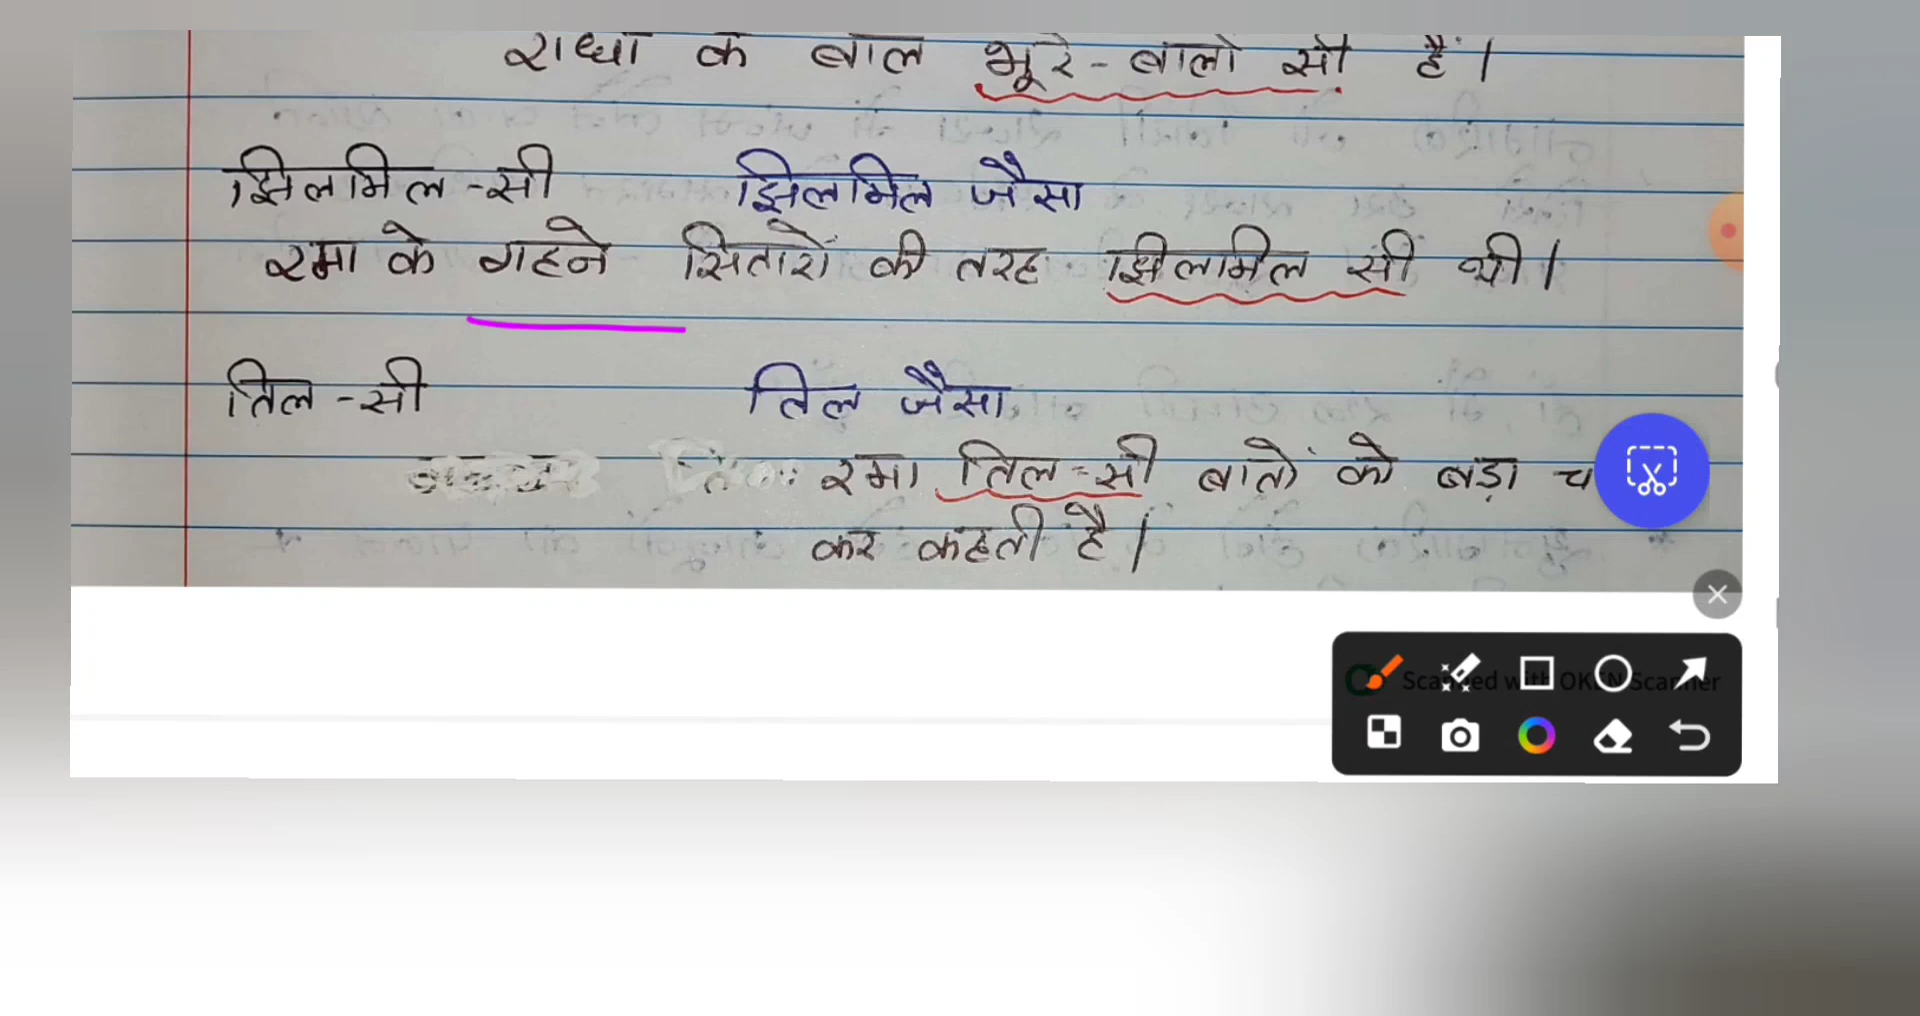 राधा के बाल भूरे-बालो सी हैं।
झिलमिल-सी झिलमिल जैसा
रमा के गहने सितारों की तरह झिलमिल सी थी।
तिल-सी तिल जैसा
रमा तिल-सी बातों को बड़ा च
कर कहती है।
Scanned with OKEN Scanner